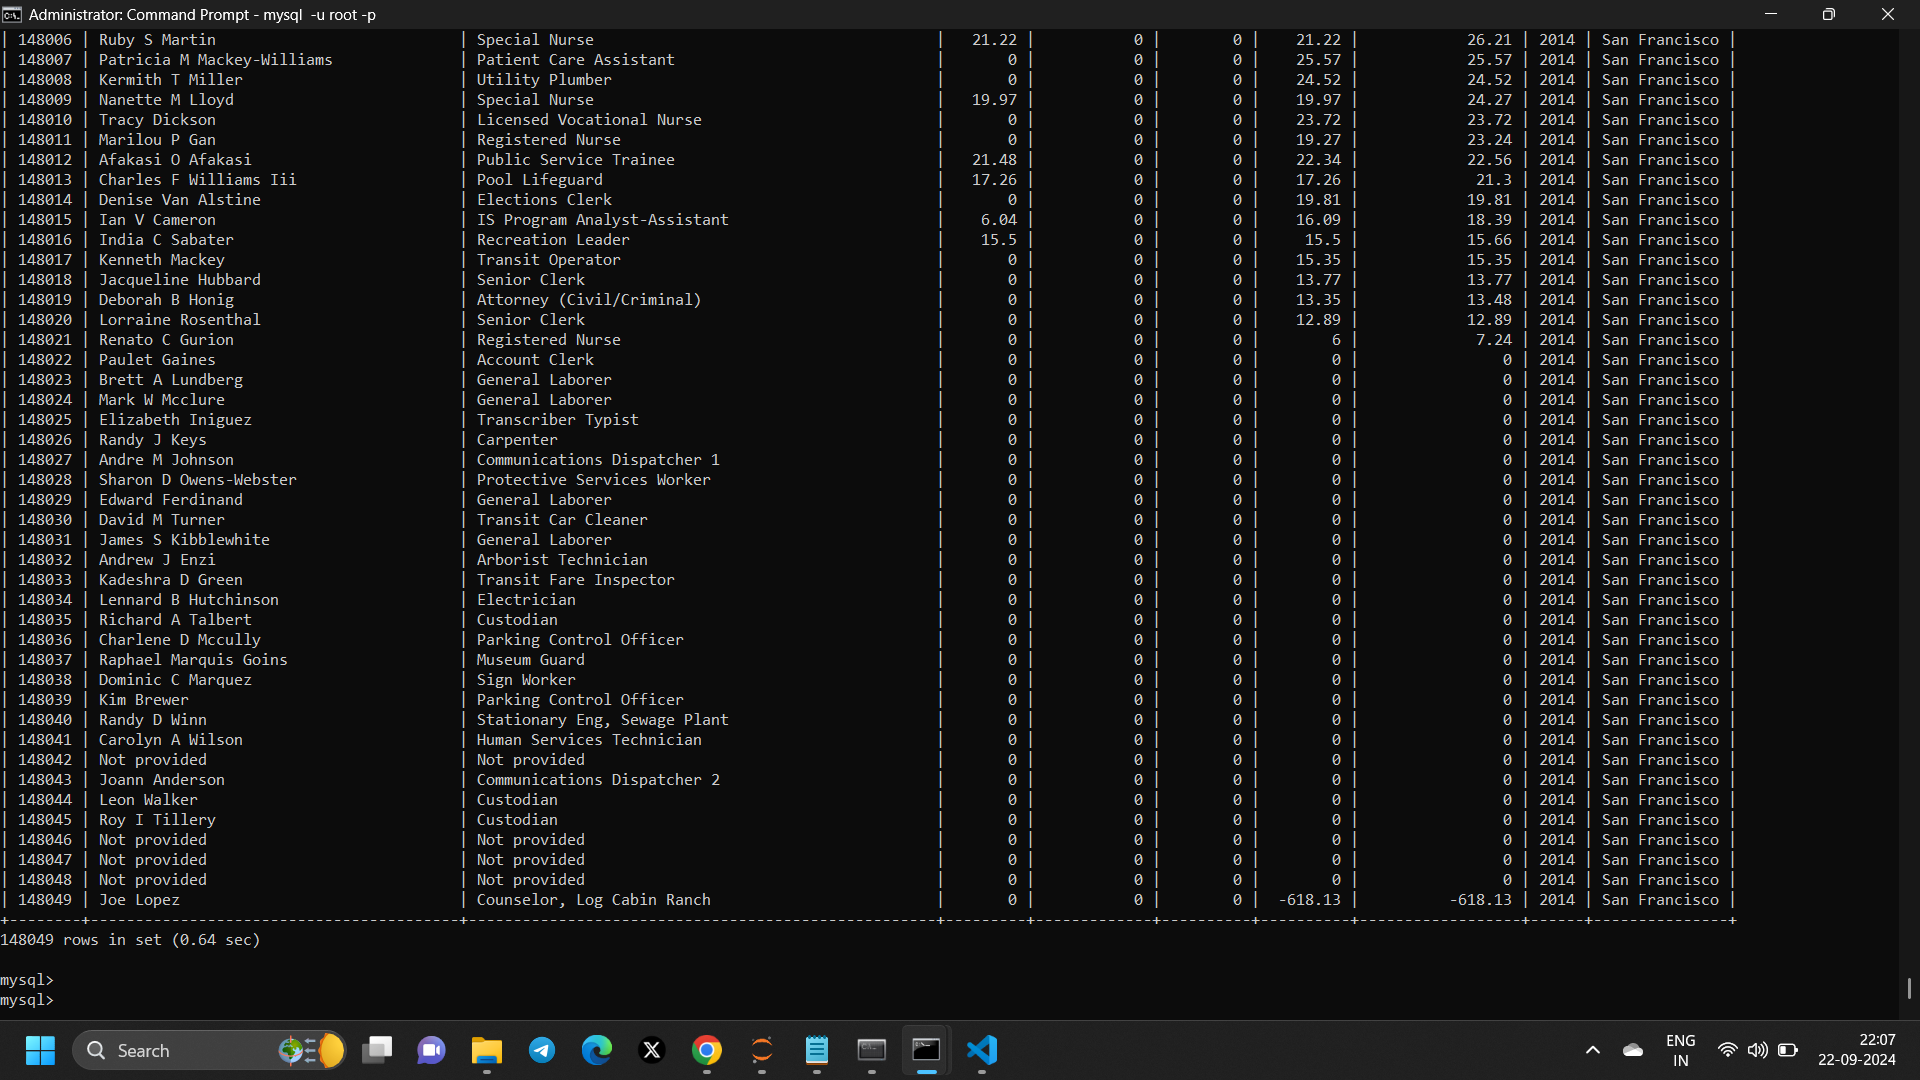 Administrator: Command Prompt - mysql  -u root -p
| 148006 | Ruby S Martin | Special Nurse | 21.22 | 0 | 0 | 21.22 | 26.21 | 2014 | San Francisco |
| 148007 | Patricia M Mackey-Williams | Patient Care Assistant | 0 | 0 | 0 | 25.57 | 25.57 | 2014 | San Francisco |
| 148008 | Kermith T Miller | Utility Plumber | 0 | 0 | 0 | 24.52 | 24.52 | 2014 | San Francisco |
| 148009 | Nanette M Lloyd | Special Nurse | 19.97 | 0 | 0 | 19.97 | 24.27 | 2014 | San Francisco |
| 148010 | Tracy Dickson | Licensed Vocational Nurse | 0 | 0 | 0 | 23.72 | 23.72 | 2014 | San Francisco |
| 148011 | Marilou P Gan | Registered Nurse | 0 | 0 | 0 | 19.27 | 23.24 | 2014 | San Francisco |
| 148012 | Afakasi O Afakasi | Public Service Trainee | 21.48 | 0 | 0 | 22.34 | 22.56 | 2014 | San Francisco |
| 148013 | Charles F Williams Iii | Pool Lifeguard | 17.26 | 0 | 0 | 17.26 | 21.3 | 2014 | San Francisco |
| 148014 | Denise Van Alstine | Elections Clerk | 0 | 0 | 0 | 19.81 | 19.81 | 2014 | San Francisco |
| 148015 | Ian V Cameron | IS Program Analyst-Assistant | 6.04 | 0 | 0 | 16.09 | 18.39 | 2014 | San Francisco |
| 148016 | India C Sabater | Recreation Leader | 15.5 | 0 | 0 | 15.5 | 15.66 | 2014 | San Francisco |
| 148017 | Kenneth Mackey | Transit Operator | 0 | 0 | 0 | 15.35 | 15.35 | 2014 | San Francisco |
| 148018 | Jacqueline Hubbard | Senior Clerk | 0 | 0 | 0 | 13.77 | 13.77 | 2014 | San Francisco |
| 148019 | Deborah B Honig | Attorney (Civil/Criminal) | 0 | 0 | 0 | 13.35 | 13.48 | 2014 | San Francisco |
| 148020 | Lorraine Rosenthal | Senior Clerk | 0 | 0 | 0 | 12.89 | 12.89 | 2014 | San Francisco |
| 148021 | Renato C Gurion | Registered Nurse | 0 | 0 | 0 | 6 | 7.24 | 2014 | San Francisco |
| 148022 | Paulet Gaines | Account Clerk | 0 | 0 | 0 | 0 | 0 | 2014 | San Francisco |
| 148023 | Brett A Lundberg | General Laborer | 0 | 0 | 0 | 0 | 0 | 2014 | San Francisco |
| 148024 | Mark W Mcclure | General Laborer | 0 | 0 | 0 | 0 | 0 | 2014 | San Francisco |
| 148025 | Elizabeth Iniguez | Transcriber Typist | 0 | 0 | 0 | 0 | 0 | 2014 | San Francisco |
| 148026 | Randy J Keys | Carpenter | 0 | 0 | 0 | 0 | 0 | 2014 | San Francisco |
| 148027 | Andre M Johnson | Communications Dispatcher 1 | 0 | 0 | 0 | 0 | 0 | 2014 | San Francisco |
| 148028 | Sharon D Owens-Webster | Protective Services Worker | 0 | 0 | 0 | 0 | 0 | 2014 | San Francisco |
| 148029 | Edward Ferdinand | General Laborer | 0 | 0 | 0 | 0 | 0 | 2014 | San Francisco |
| 148030 | David M Turner | Transit Car Cleaner | 0 | 0 | 0 | 0 | 0 | 2014 | San Francisco |
| 148031 | James S Kibblewhite | General Laborer | 0 | 0 | 0 | 0 | 0 | 2014 | San Francisco |
| 148032 | Andrew J Enzi | Arborist Technician | 0 | 0 | 0 | 0 | 0 | 2014 | San Francisco |
| 148033 | Kadeshra D Green | Transit Fare Inspector | 0 | 0 | 0 | 0 | 0 | 2014 | San Francisco |
| 148034 | Lennard B Hutchinson | Electrician | 0 | 0 | 0 | 0 | 0 | 2014 | San Francisco |
| 148035 | Richard A Talbert | Custodian | 0 | 0 | 0 | 0 | 0 | 2014 | San Francisco |
| 148036 | Charlene D Mccully | Parking Control Officer | 0 | 0 | 0 | 0 | 0 | 2014 | San Francisco |
| 148037 | Raphael Marquis Goins | Museum Guard | 0 | 0 | 0 | 0 | 0 | 2014 | San Francisco |
| 148038 | Dominic C Marquez | Sign Worker | 0 | 0 | 0 | 0 | 0 | 2014 | San Francisco |
| 148039 | Kim Brewer | Parking Control Officer | 0 | 0 | 0 | 0 | 0 | 2014 | San Francisco |
| 148040 | Randy D Winn | Stationary Eng, Sewage Plant | 0 | 0 | 0 | 0 | 0 | 2014 | San Francisco |
| 148041 | Carolyn A Wilson | Human Services Technician | 0 | 0 | 0 | 0 | 0 | 2014 | San Francisco |
| 148042 | Not provided | Not provided | 0 | 0 | 0 | 0 | 0 | 2014 | San Francisco |
| 148043 | Joann Anderson | Communications Dispatcher 2 | 0 | 0 | 0 | 0 | 0 | 2014 | San Francisco |
| 148044 | Leon Walker | Custodian | 0 | 0 | 0 | 0 | 0 | 2014 | San Francisco |
| 148045 | Roy I Tillery | Custodian | 0 | 0 | 0 | 0 | 0 | 2014 | San Francisco |
| 148046 | Not provided | Not provided | 0 | 0 | 0 | 0 | 0 | 2014 | San Francisco |
| 148047 | Not provided | Not provided | 0 | 0 | 0 | 0 | 0 | 2014 | San Francisco |
| 148048 | Not provided | Not provided | 0 | 0 | 0 | 0 | 0 | 2014 | San Francisco |
| 148049 | Joe Lopez | Counselor, Log Cabin Ranch | 0 | 0 | 0 | -618.13 | -618.13 | 2014 | San Francisco |
148049 rows in set (0.64 sec)
mysql>
mysql>
Search
ENG
IN
22:07
22-09-2024